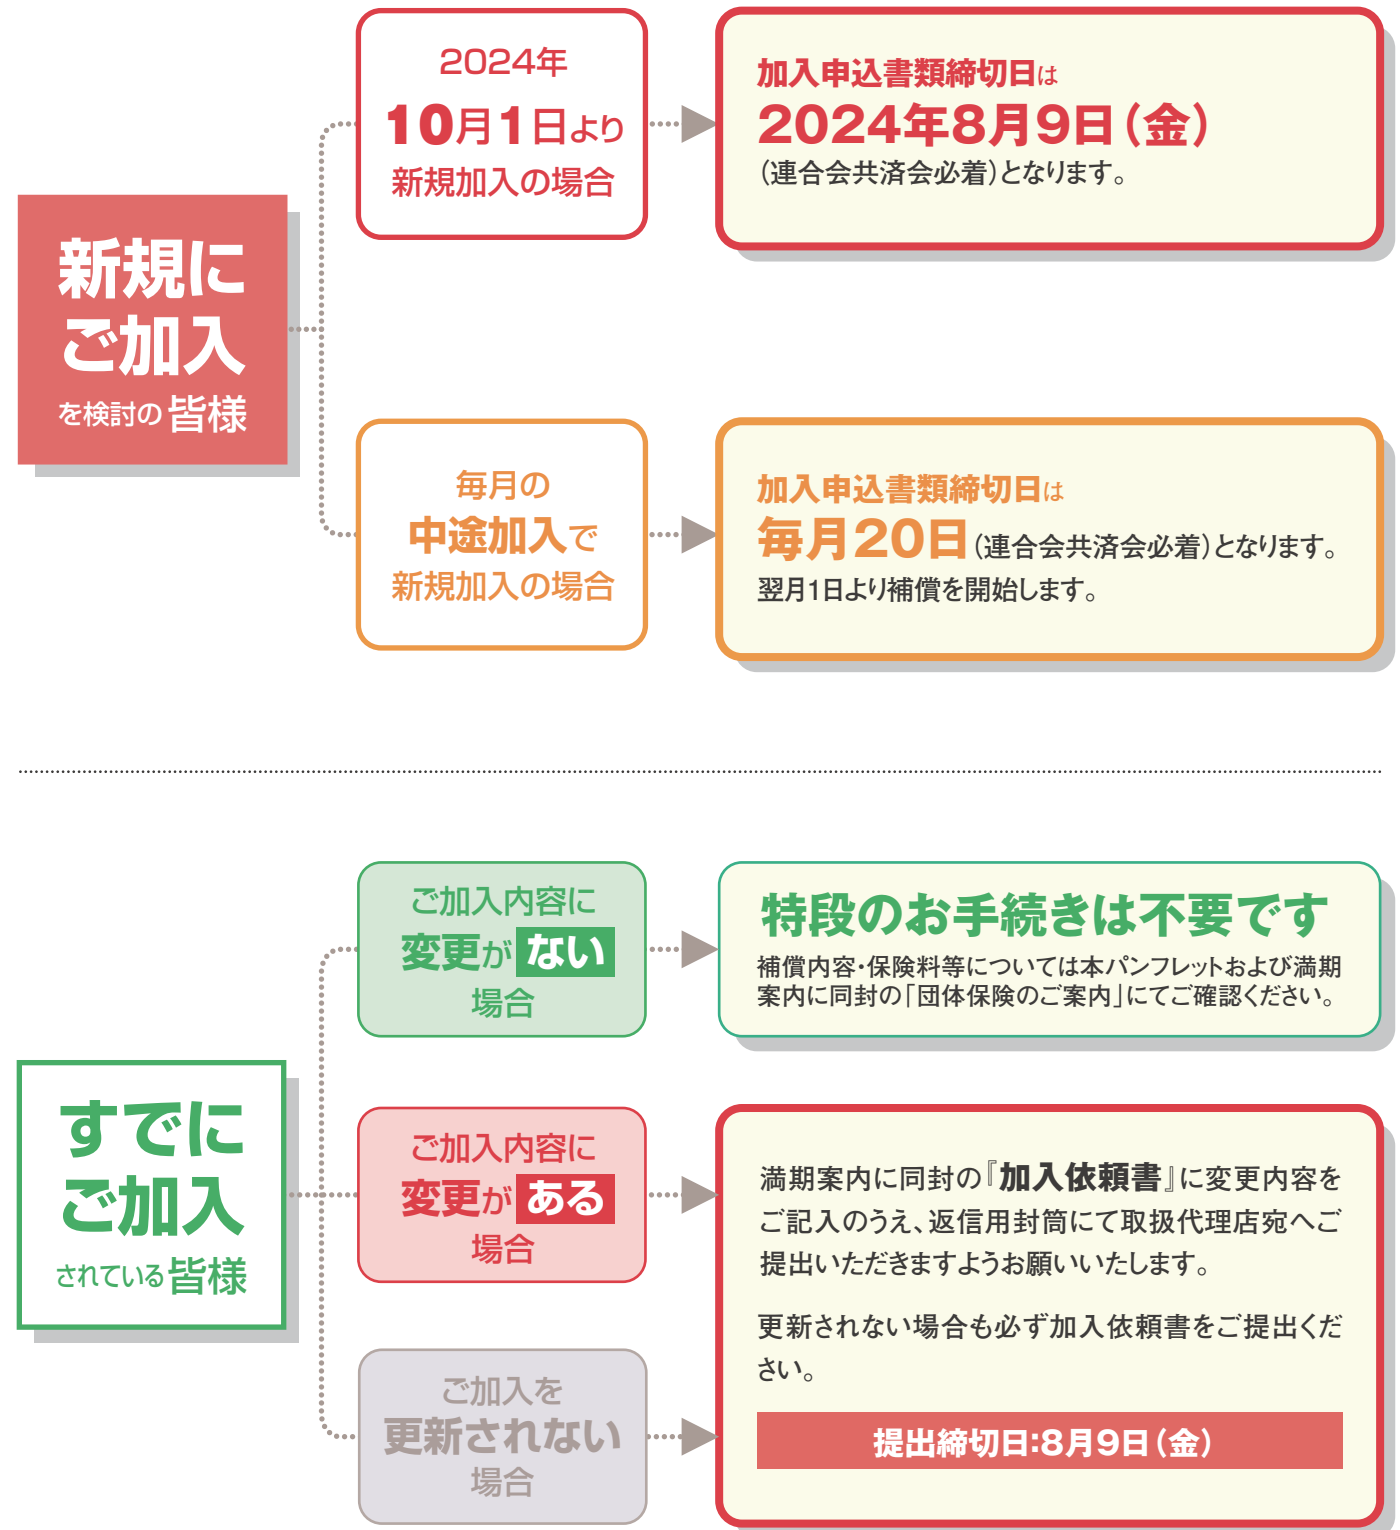 新規に
ご加入
を検討の皆様
2024年
10月1日より
新規加入の場合
加入申込書類締切日は
2024年8月9日（金）
（連合会共済会必着）となります。
毎月の
中途加入で
新規加入の場合
加入申込書類締切日は
毎月20日（連合会共済会必着）となります。
翌月1日より補償を開始します。
すでに
ご加入
されている皆様
ご加入内容に
変更がない
場合
特段のお手続きは不要です
補償内容・保険料等については本パンフレットおよび満期
案内に同封の「団体保険のご案内」にてご確認ください。
ご加入内容に
変更がある
場合
ご加入を
更新されない
場合
満期案内に同封の『加入依頼書』に変更内容を
ご記入のうえ、返信用封筒にて取扱代理店宛へご
提出いただきますようお願いいたします。
更新されない場合も必ず加入依頼書をご提出くだ
さい。
提出締切日：8月9日（金）